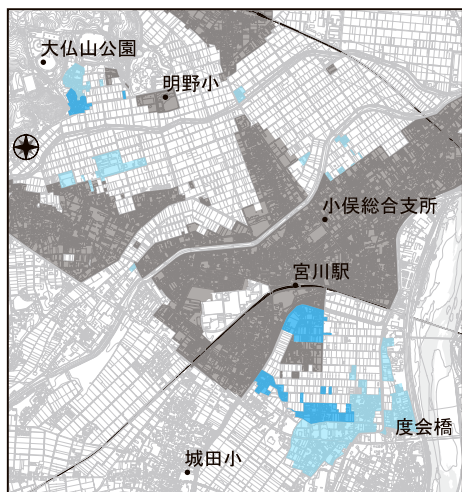 大仏山公園
明野小
小俣総合支所
宮川駅
度会橋
城田小